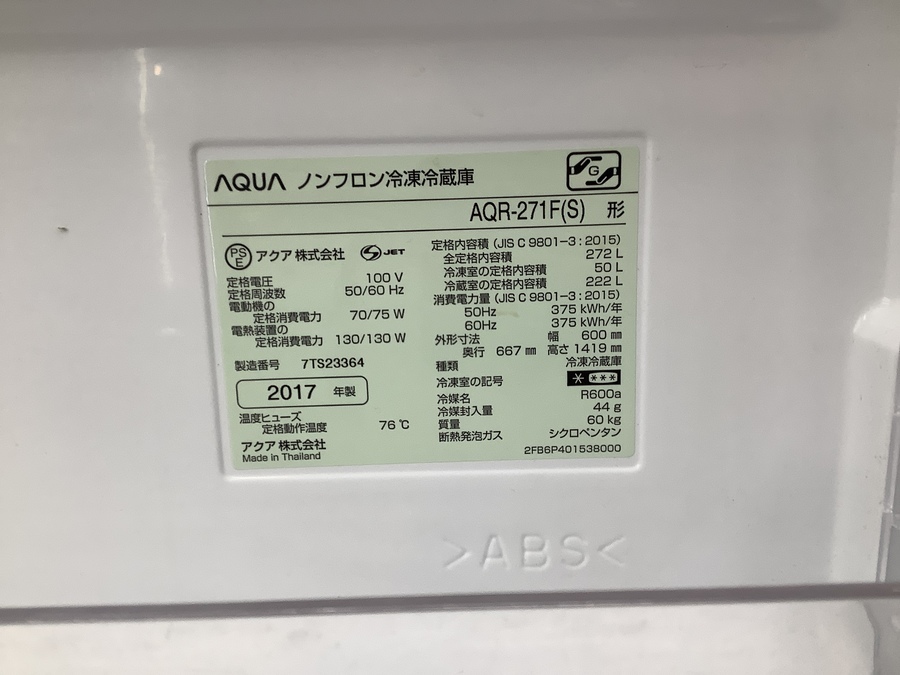 AQUA ノンフロン冷凍冷蔵庫
G
AQR-271F(S) 形
PS E アクア 株式会社 S JET
定格電圧 100 V
定格周波数 50/60 Hz
電動機の
定格消費電力 70/75 W
電熱装置の
定格消費電力 130/130 W
製造番号 7TS23364
2017 年製
温度ヒューズ
定格動作温度 76 ℃
アクア 株式会社
Made in Thailand
定格内容積 (JIS C 9801-3 : 2015)
全定格内容積 272 L
冷凍室の定格内容積 50 L
冷蔵室の定格内容積 222 L
消費電力量 (JIS C 9801-3 : 2015)
50Hz 375 kWh/年
60Hz 375 kWh/年
外形寸法 幅 600 ㎜
奥行 667 ㎜ 高さ 1419 ㎜
種類 冷凍冷蔵庫
冷凍室の記号 * ***
冷媒名 R600a
冷媒封入量 44 g
質量 60 kg
断熱発泡ガス シクロペンタン
2FB6P401538000
>ABS<